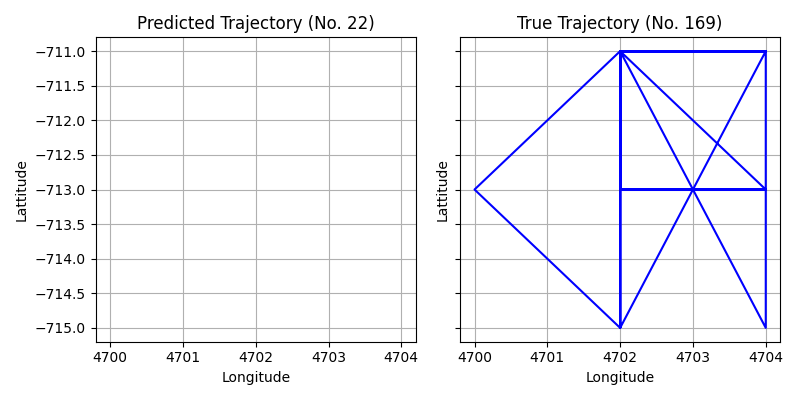 Predicted Trajectory (No. 22)
Lattitude
−711.0
−711.5
−712.0
−712.5
−713.0
−713.5
−714.0
−714.5
−715.0
4700 4701 4702 4703 4704
Longitude
True Trajectory (No. 169)
Lattitude
4700 4701 4702 4703 4704
Longitude